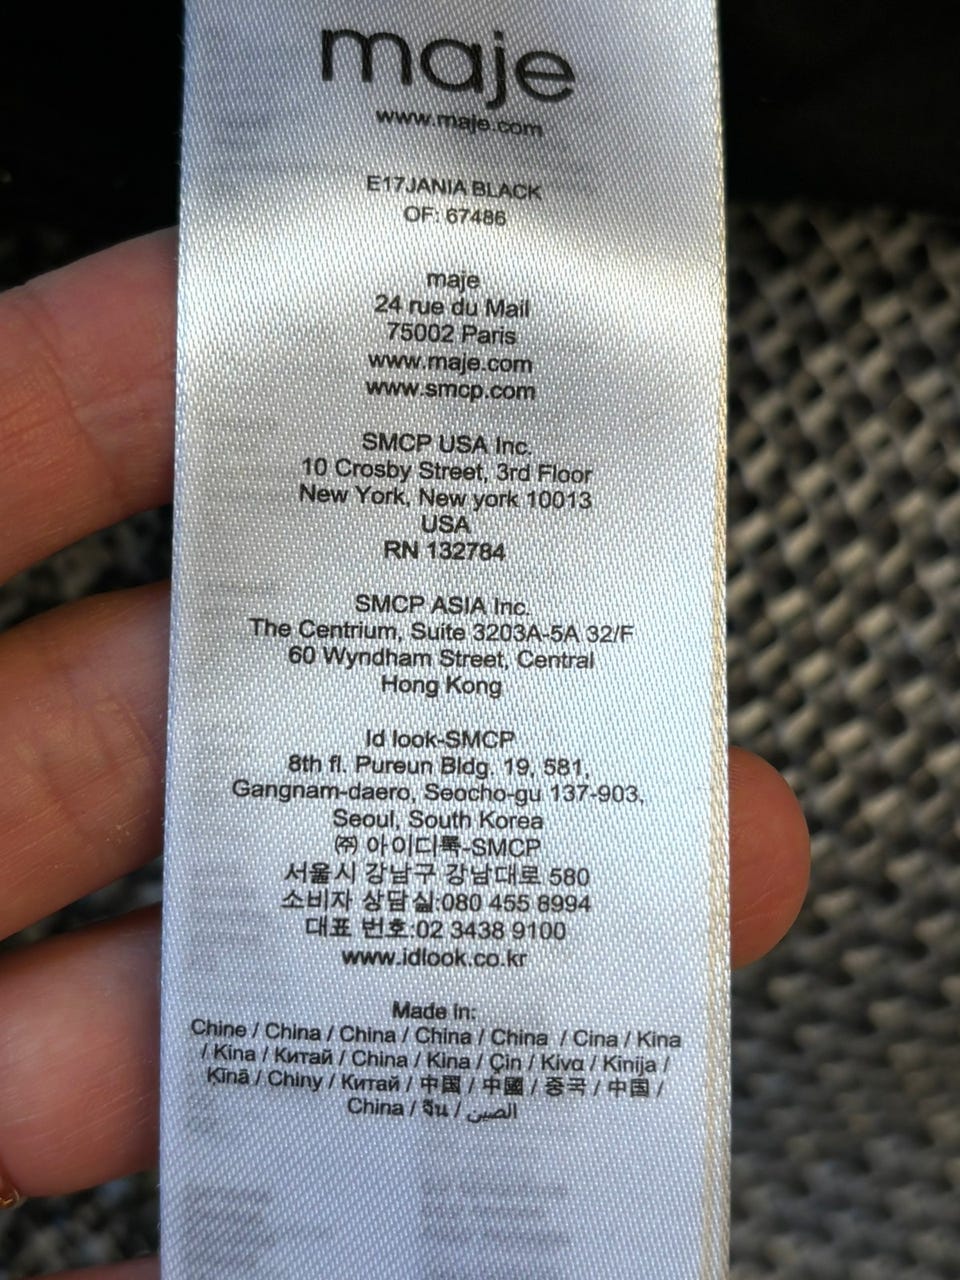 maje
www.maje.com
E17JANIA BLACK
OF: 67486
maje
24 rue du Mail
75002 Paris
www.maje.com
www.smcp.com
SMCP USA Inc.
10 Crosby Street, 3rd Floor
New York, New york 10013
USA
RN 132784
SMCP ASIA Inc.
The Centrium, Suite 3203A-5A 32/F
60 Wyndham Street, Central
Hong Kong
Id look-SMCP
8th fl. Pureun Bldg. 19, 581,
Gangnam-daero, Seocho-gu 137-903,
Seoul, South Korea
㈜ 아이디룩-SMCP
서울시 강남구 강남대로 580
소비자 상담실:080 455 8994
대표 번호:02 3438 9100
www.idlook.co.kr
Made in:
Chine / China / China / China / China / Cina / Kina
/ Kina / Китай / China / Kina / Çin / Κίνα / Kinija /
Ķīnā / Chiny / Китай / 中国 / 中國 / 중국 / 中国 /
China / จีน / الصين